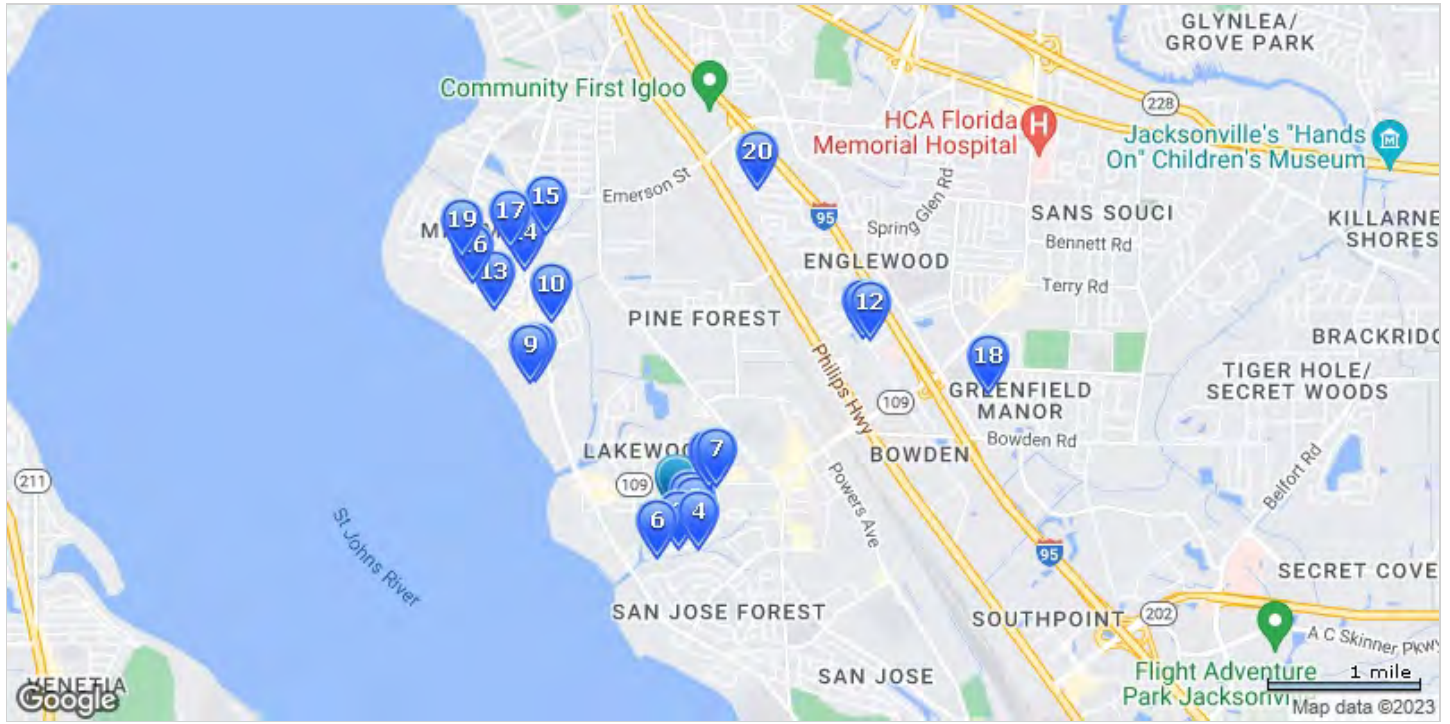 GLYNLEA/
GROVE PARK
Community First Igloo
228
HCA Florida
Memorial Hospital
H
Jacksonville's "Hands
On" Children's Museum
20
Emerson St
Spring Glen Rd
SANS SOUCI
KILLARNE
SHORES
15
17
19
95
Bennett Rd
ENGLEWOOD
13
10
Terry Rd
12
PINE FOREST
BRACKRIDG
9
18
TIGER HOLE/
SECRET WOODS
Philips Hwy
GREENFIELD
MANOR
109
Bowden Rd
BOWDEN
LAKEWOO
7
211
109
Powers Ave
Belfort Rd
6
4
St Johns River
95
SECRET COVE
SAN JOSE FOREST
SOUTHPOINT
202
A C Skinner Pkwy
SAN JOSE
Flight Adventure
Park Jacksonvi
1 mile
VENETIA
Google
Map data ©2023